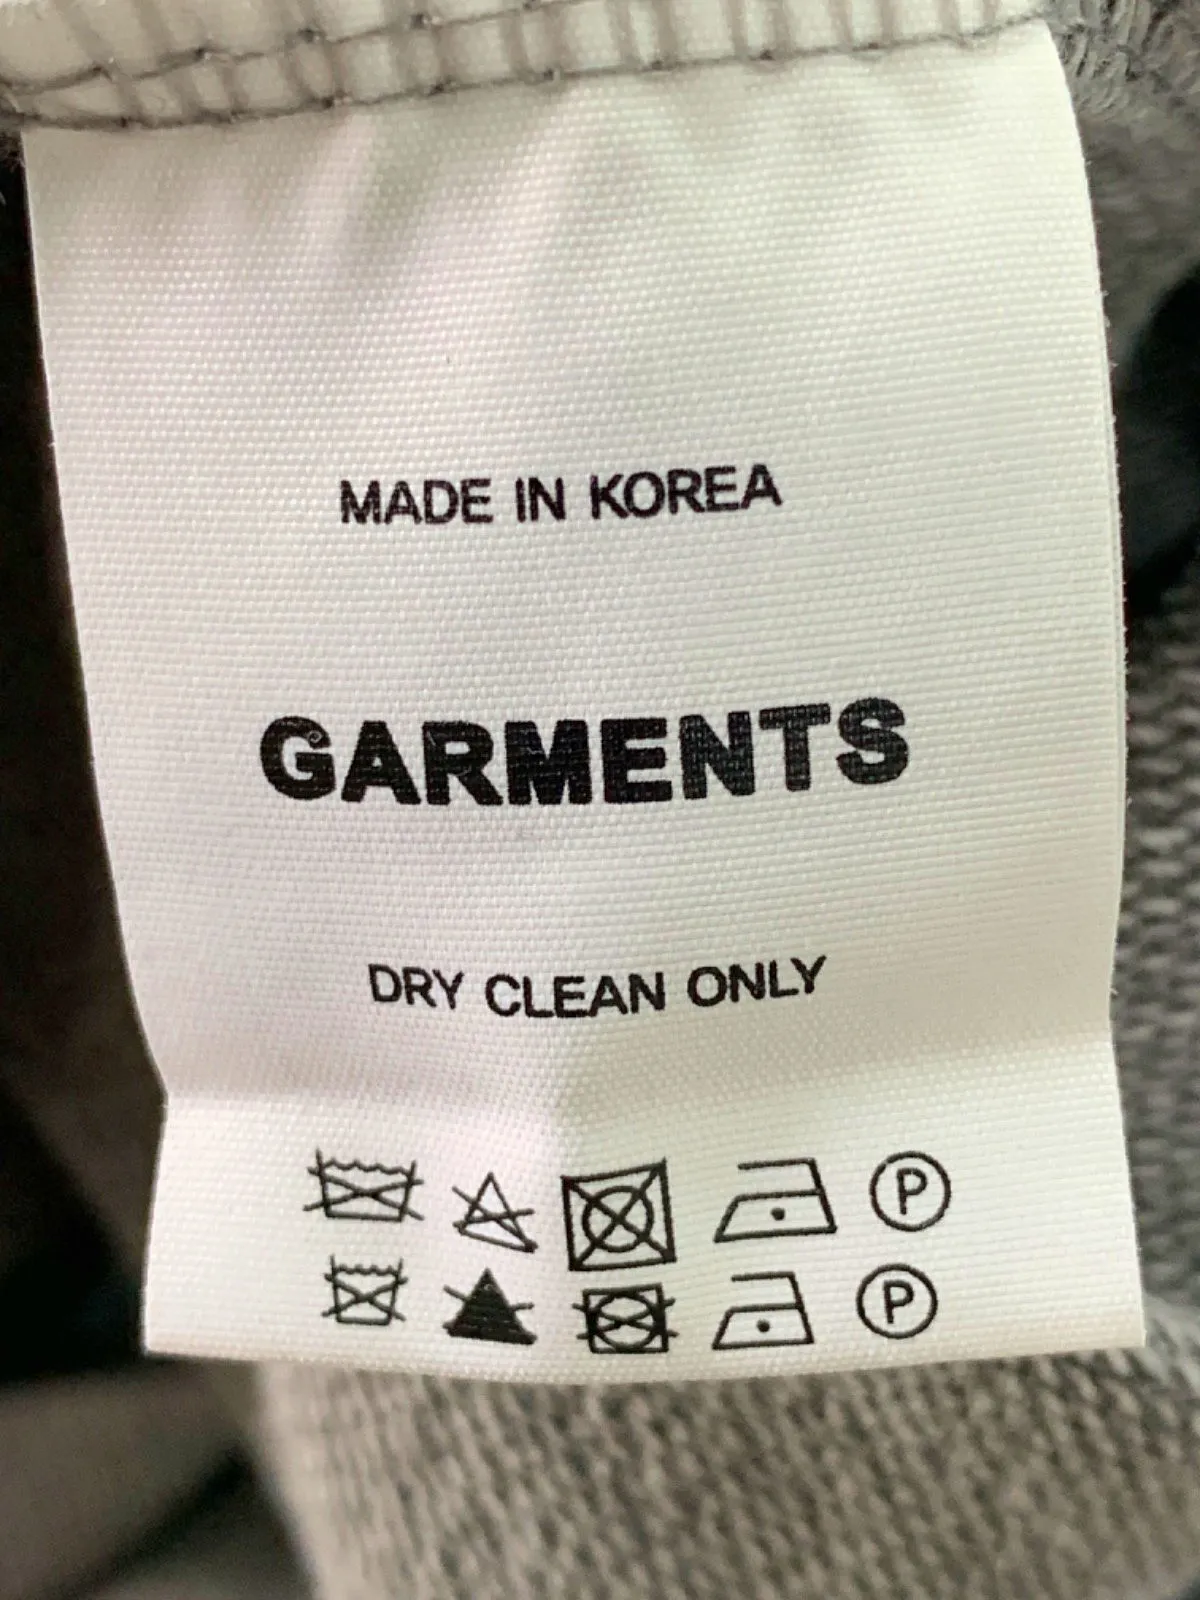 MADE IN KOREA
GARMENTS
DRY CLEAN ONLY
P
P